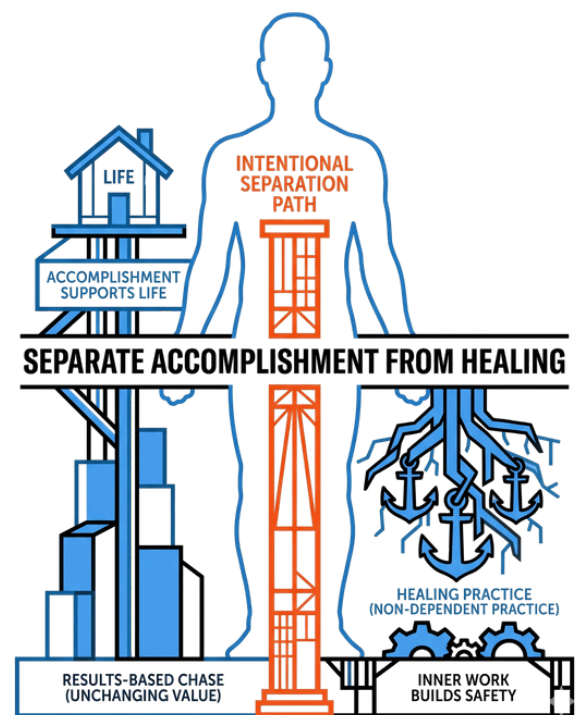 LIFE
INTENTIONAL
SEPARATION
PATH
ACCOMPLISHMENT
SUPPORTS LIFE
SEPARATE ACCOMPLISHMENT FROM HEALING
HEALING PRACTICE
(NON-DEPENDENT PRACTICE)
RESULTS-BASED CHASE
(UNCHANGING VALUE)
INNER WORK
BUILDS SAFETY